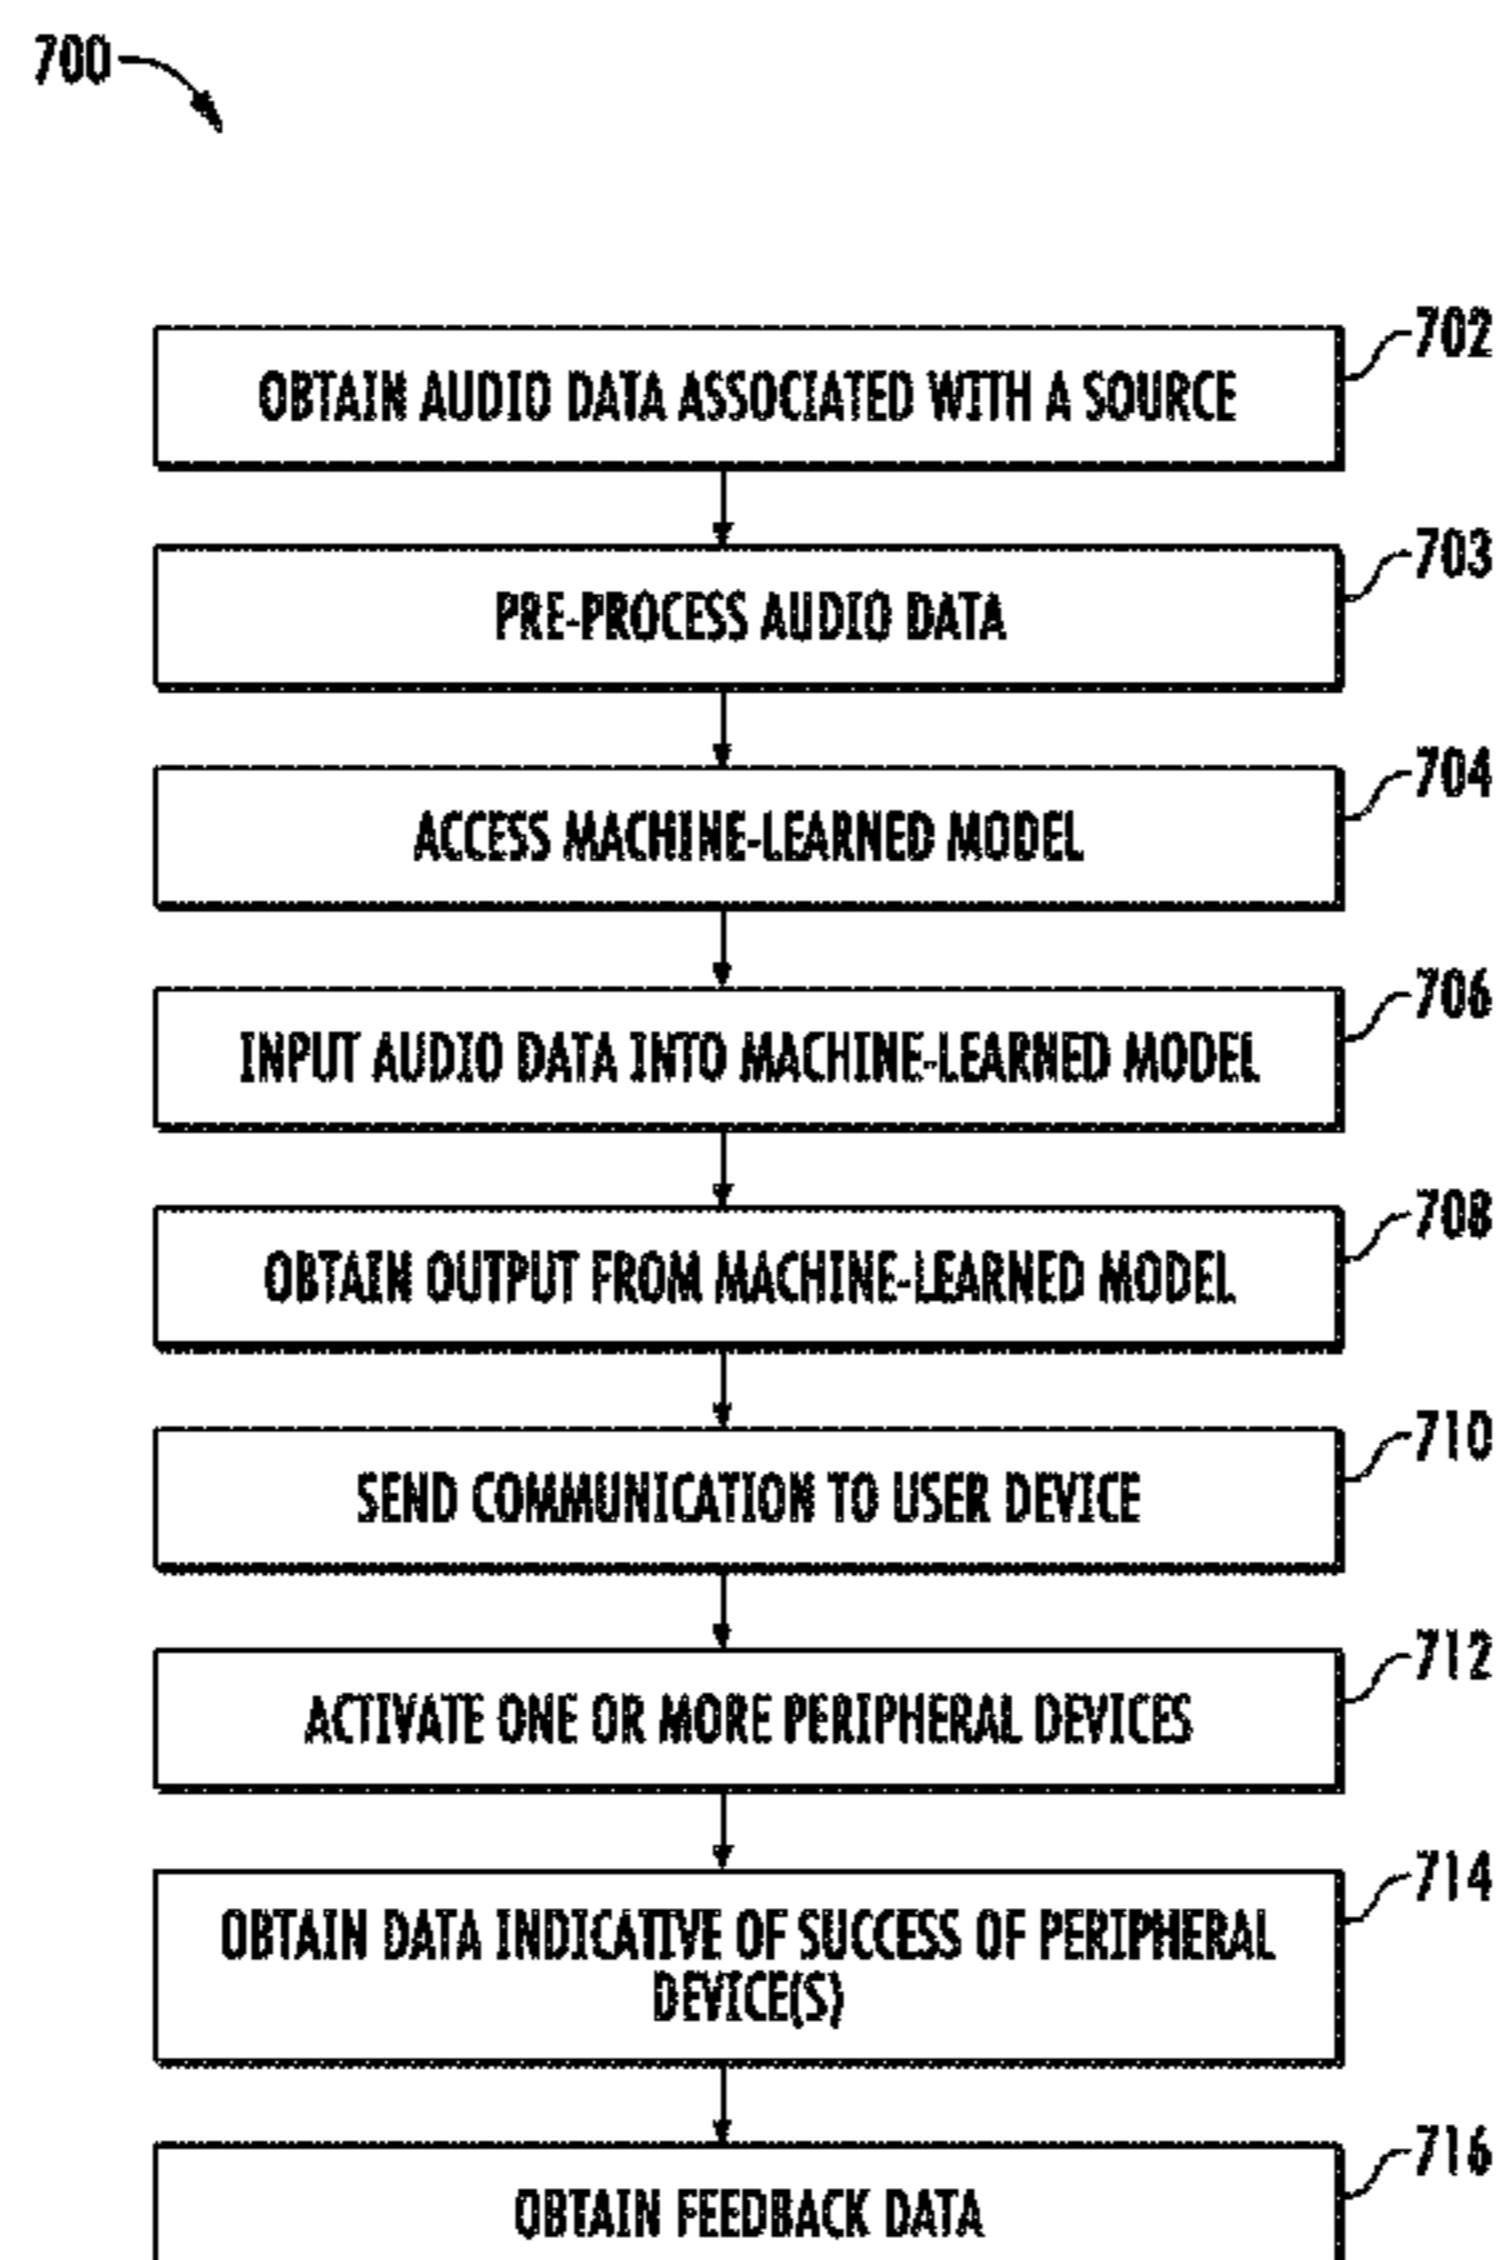 700
702
OBTAIN AUDIO DATA ASSOCIATED WITH A SOURCE
703
PRE-PROCESS AUDIO DATA
704
ACCESS MACHINE-LEARNED MODEL
706
INPUT AUDIO DATA INTO MACHINE-LEARNED MODEL
708
OBTAIN OUTPUT FROM MACHINE-LEARNED MODEL
710
SEND COMMUNICATION TO USER DEVICE
712
ACTIVATE ONE OR MORE PERIPHERAL DEVICES
714
OBTAIN DATA INDICATIVE OF SUCCESS OF PERIPHERAL
DEVICE(S)
716
OBTAIN FEEDBACK DATA